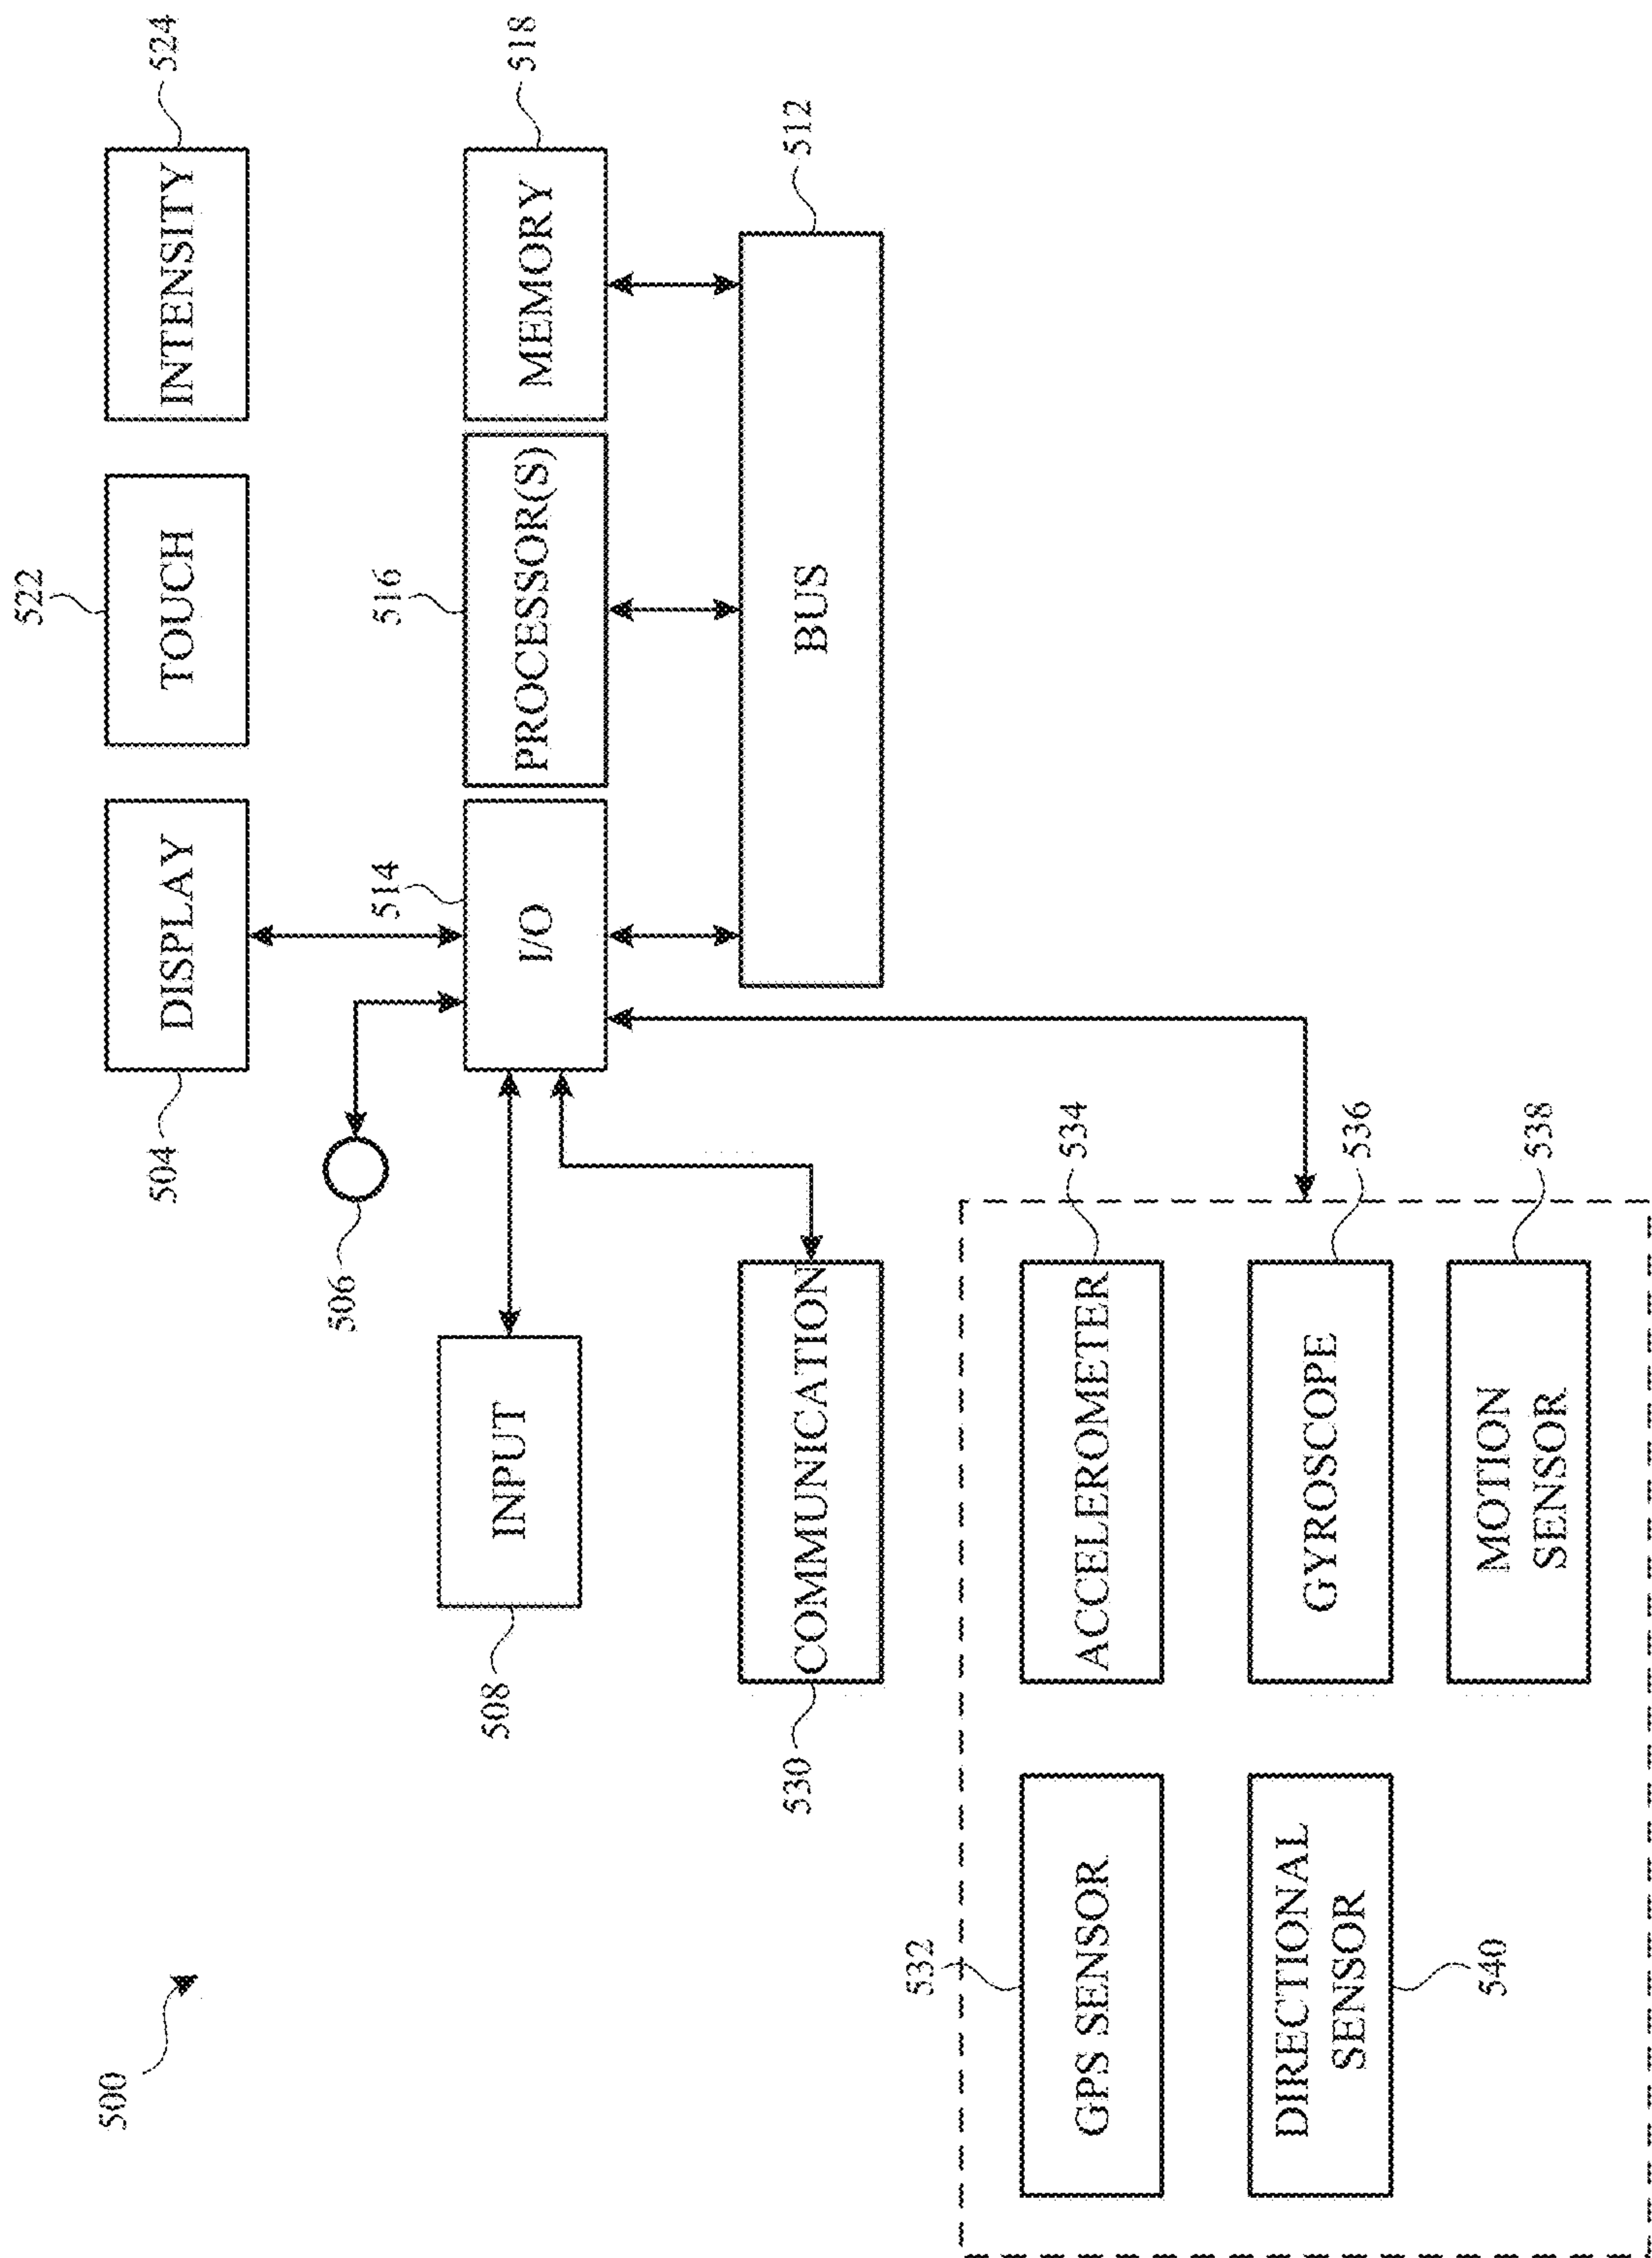 522
500
504
DISPLAY
TOUCH
INTENSITY
524
506
514
516
508
INPUT
I/O
PROCESSOR(S)
MEMORY
518
530
COMMUNICATION
BUS
512
532
GPS SENSOR
ACCELEROMETER
534
DIRECTIONAL
SENSOR
GYROSCOPE
536
540
MOTION
SENSOR
538